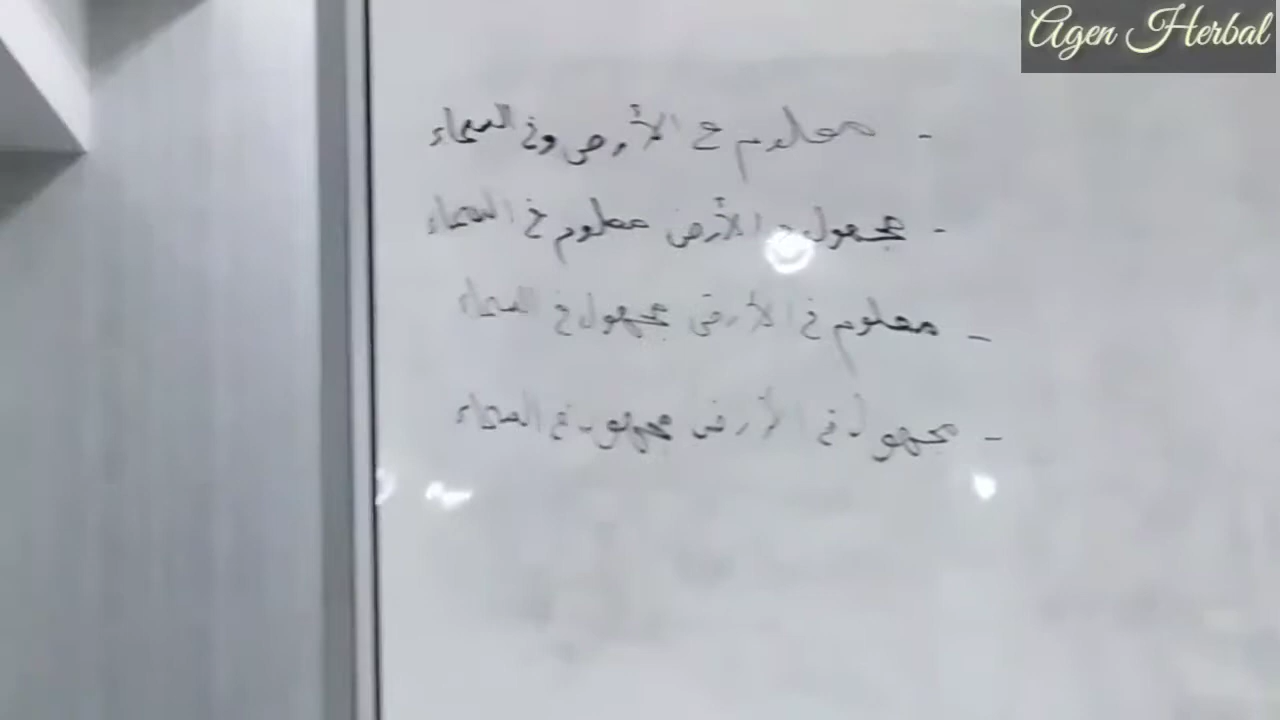 Agen Herbal
- معلوم في الأرض وفي السماء
- مجهول في الأرض معلوم في السماء
- معلوم في الأرض مجهول في السماء
- مجهول في الأرض مجهول في السماء